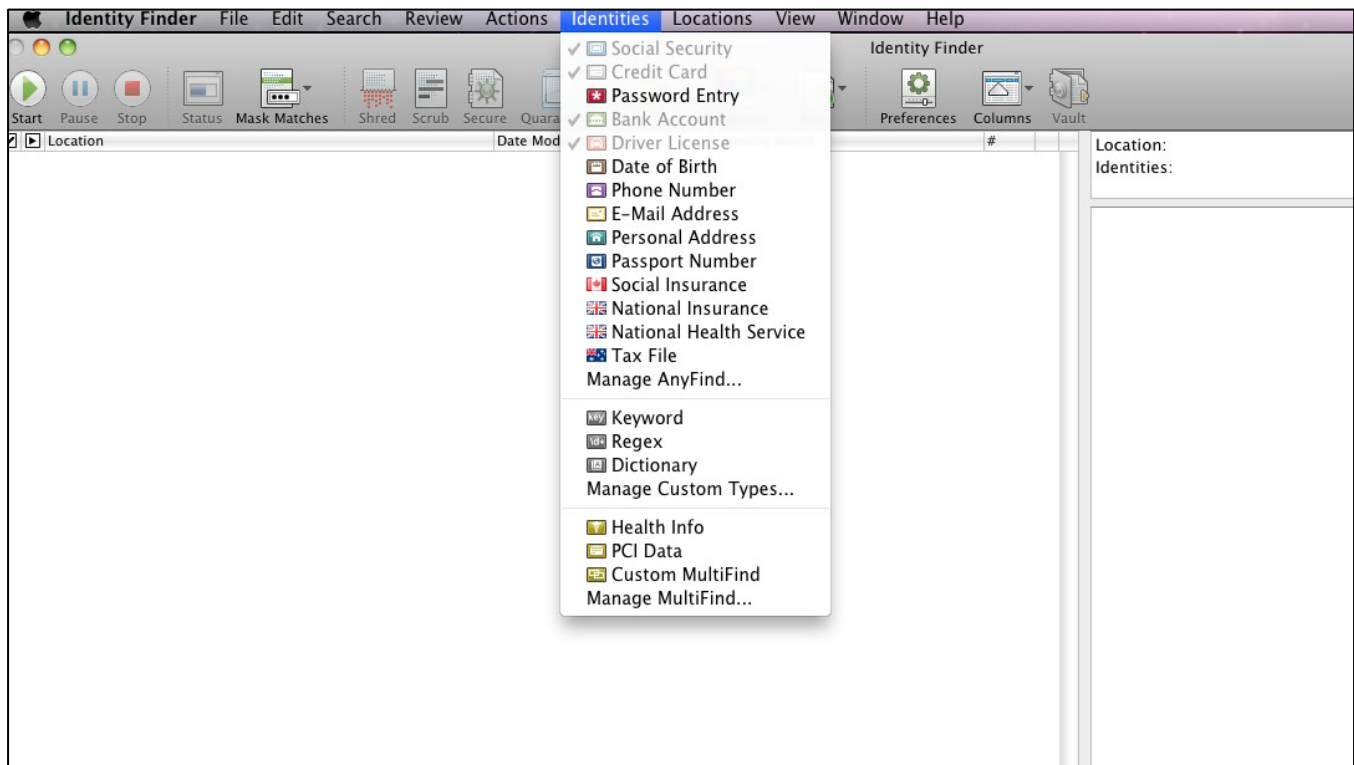 Identity Finder File Edit Search Review Actions Identities Locations View Window Help
Identity Finder
Start Pause Stop Status Mask Matches Shred Scrub Secure Quara Preferences Columns Vault
Location Date Mod #
Location:
Identities:
Social Security
Credit Card
Password Entry
Bank Account
Driver License
Date of Birth
Phone Number
E-Mail Address
Personal Address
Passport Number
Social Insurance
National Insurance
National Health Service
Tax File
Manage AnyFind...
key Keyword
\d+ Regex
Dictionary
Manage Custom Types...
Health Info
PCI Data
Custom MultiFind
Manage MultiFind...